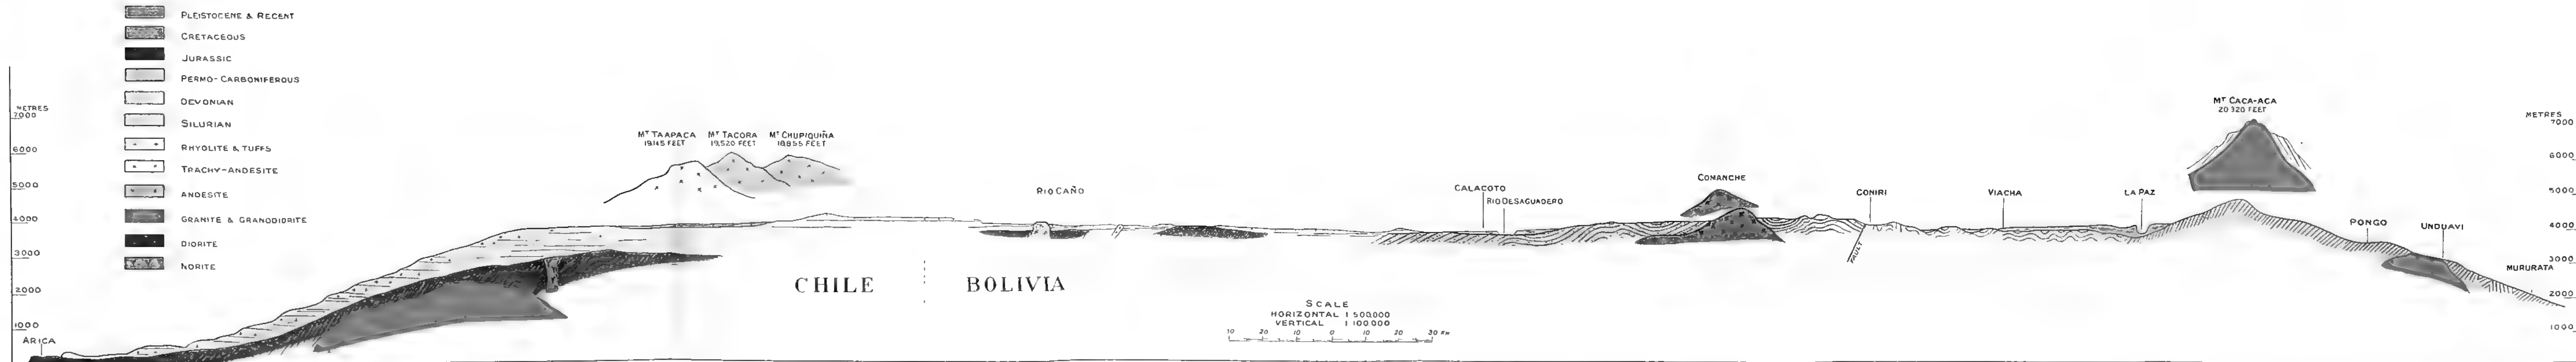 PLEISTOCENE & RECENT
CRETACEOUS
JURASSIC
PERMO-CARBONIFEROUS
DEVONIAN
SILURIAN
RHYOLITE & TUFFS
TRACHY-ANDESITE
ANDESITE
GRANITE & GRANODIORITE
DIORITE
NORITE
METRES
7000
6000
5000
4000
3000
2000
1000
ARICA
MT TAAPACA
19145 FEET
MT TACORA
19,520 FEET
MT CHUPIQUIÑA
18855 FEET
RIO CAÑO
CHILE
BOLIVIA
CALACOTO
RIO DESAGUADERO
COMANCHE
CONIRI
FAULT
VIACHA
LA PAZ
MT CACA-ACA
20320 FEET
PONGO
UNDUAVI
MURURATA
METRES
7000
6000
5000
4000
3000
2000
1000
SCALE
HORIZONTAL 1 500,000
VERTICAL 1 100,000
10 20 10 0 10 20 30 Km